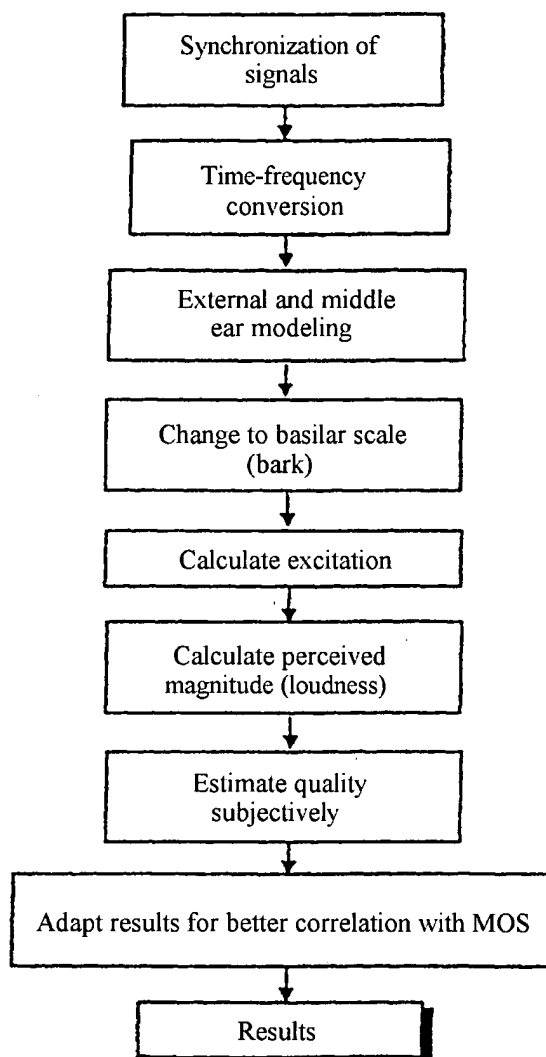 Synchronization of
signals
Time-frequency
conversion
External and middle
ear modeling
Change to basilar scale
(bark)
Calculate excitation
Calculate perceived
magnitude (loudness)
Estimate quality
subjectively
Adapt results for better correlation with MOS
Results